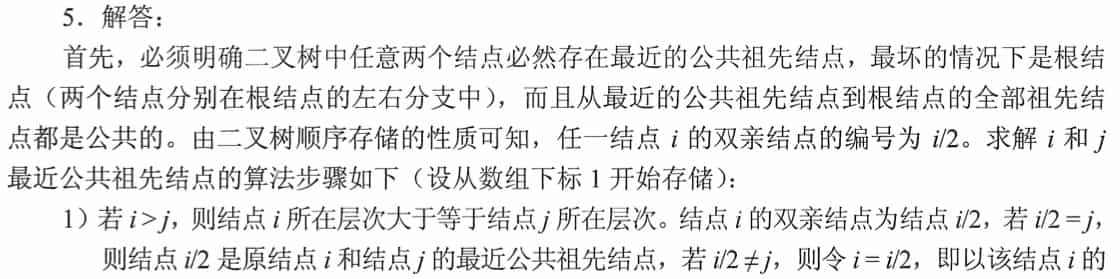 5．解答：
首先，必须明确二叉树中任意两个结点必然存在最近的公共祖先结点，最坏的情况下是根结
点（两个结点分别在根结点的左右分支中），而且从最近的公共祖先结点到根结点的全部祖先结
点都是公共的。由二叉树顺序存储的性质可知，任一结点 i 的双亲结点的编号为 i/2。求解 i 和 j
最近公共祖先结点的算法步骤如下（设从数组下标 1 开始存储）：
1）若 i > j，则结点 i 所在层次大于等于结点 j 所在层次。结点 i 的双亲结点为结点 i/2，若 i/2 = j，
则结点 i/2 是原结点 i 和结点 j 的最近公共祖先结点，若 i/2 ≠ j，则令 i = i/2，即以该结点 i 的